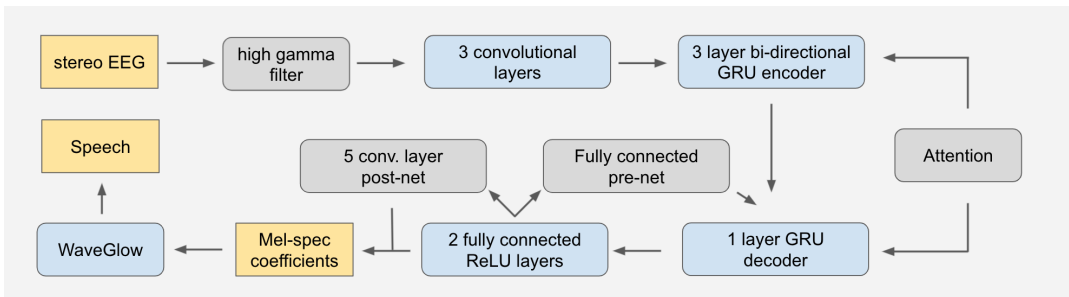 stereo EEG
high gamma
filter
3 convolutional
layers
3 layer bi-directional
GRU encoder
Speech
5 conv. layer
post-net
Fully connected
pre-net
Attention
WaveGlow
Mel-spec
coefficients
2 fully connected
ReLU layers
1 layer GRU
decoder